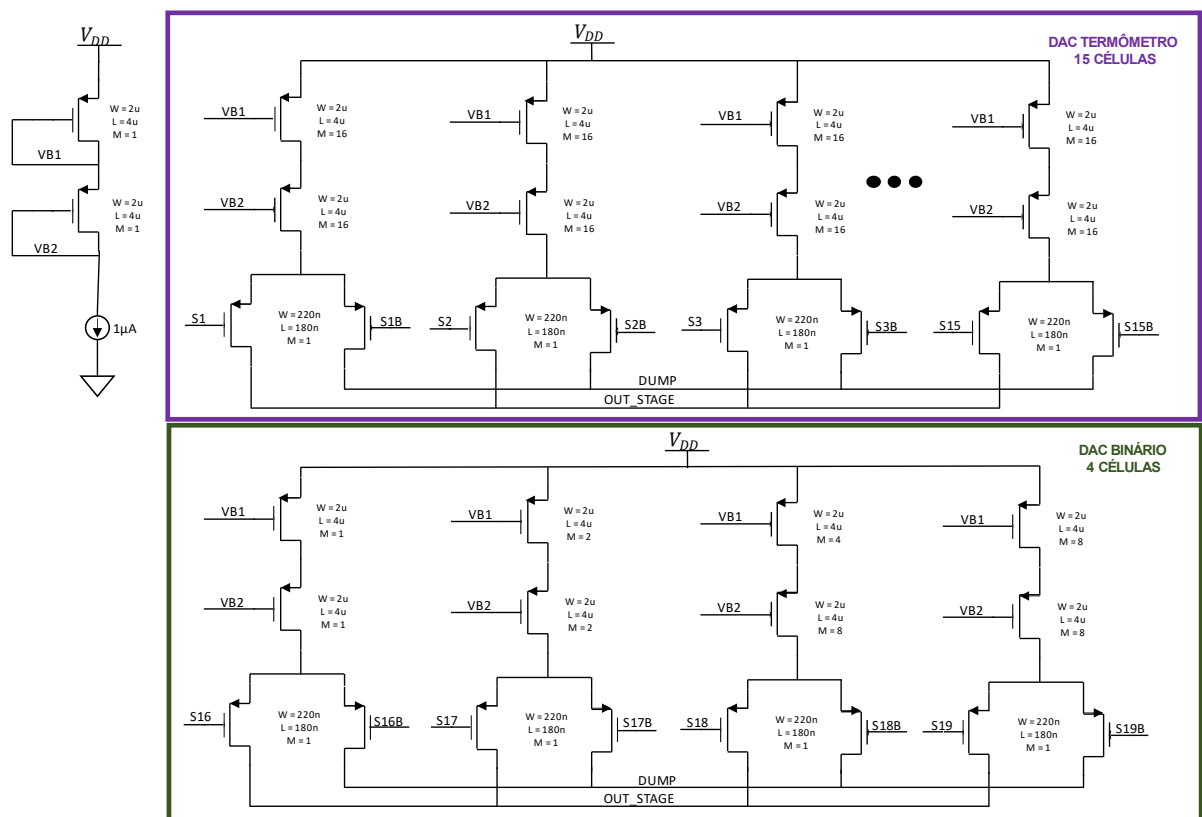 V_DD
W = 2u
L = 4u
M = 1
VB1
W = 2u
L = 4u
M = 1
VB2
1µA
V_DD
DAC TERMÔMETRO
15 CÉLULAS
VB1
W = 2u
L = 4u
M = 16
VB1
W = 2u
L = 4u
M = 16
VB1
W = 2u
L = 4u
M = 16
VB1
W = 2u
L = 4u
M = 16
VB2
W = 2u
L = 4u
M = 16
VB2
W = 2u
L = 4u
M = 16
VB2
W = 2u
L = 4u
M = 16
VB2
W = 2u
L = 4u
M = 16
S1
W = 220n
L = 180n
M = 1
S1B
S2
W = 220n
L = 180n
M = 1
S2B
S3
W = 220n
L = 180n
M = 1
S3B
S15
W = 220n
L = 180n
M = 1
S15B
DUMP
OUT_STAGE
V_DD
DAC BINÁRIO
4 CÉLULAS
VB1
W = 2u
L = 4u
M = 1
VB1
W = 2u
L = 4u
M = 2
VB1
W = 2u
L = 4u
M = 4
VB1
W = 2u
L = 4u
M = 8
VB2
W = 2u
L = 4u
M = 1
VB2
W = 2u
L = 4u
M = 2
VB2
W = 2u
L = 4u
M = 8
VB2
W = 2u
L = 4u
M = 8
S16
W = 220n
L = 180n
M = 1
S16B
S17
W = 220n
L = 180n
M = 1
S17B
S18
W = 220n
L = 180n
M = 1
S18B
S19
W = 220n
L = 180n
M = 1
S19B
DUMP
OUT_STAGE